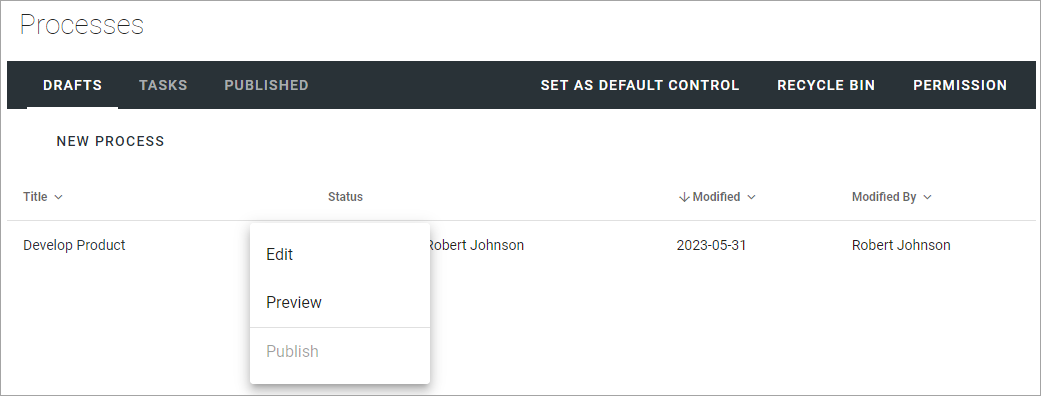 Processes
DRAFTS TASKS PUBLISHED SET AS DEFAULT CONTROL RECYCLE BIN PERMISSION
NEW PROCESS
Title Status Modified Modified By
Develop Product Robert Johnson 2023-05-31 Robert Johnson
Edit
Preview
Publish